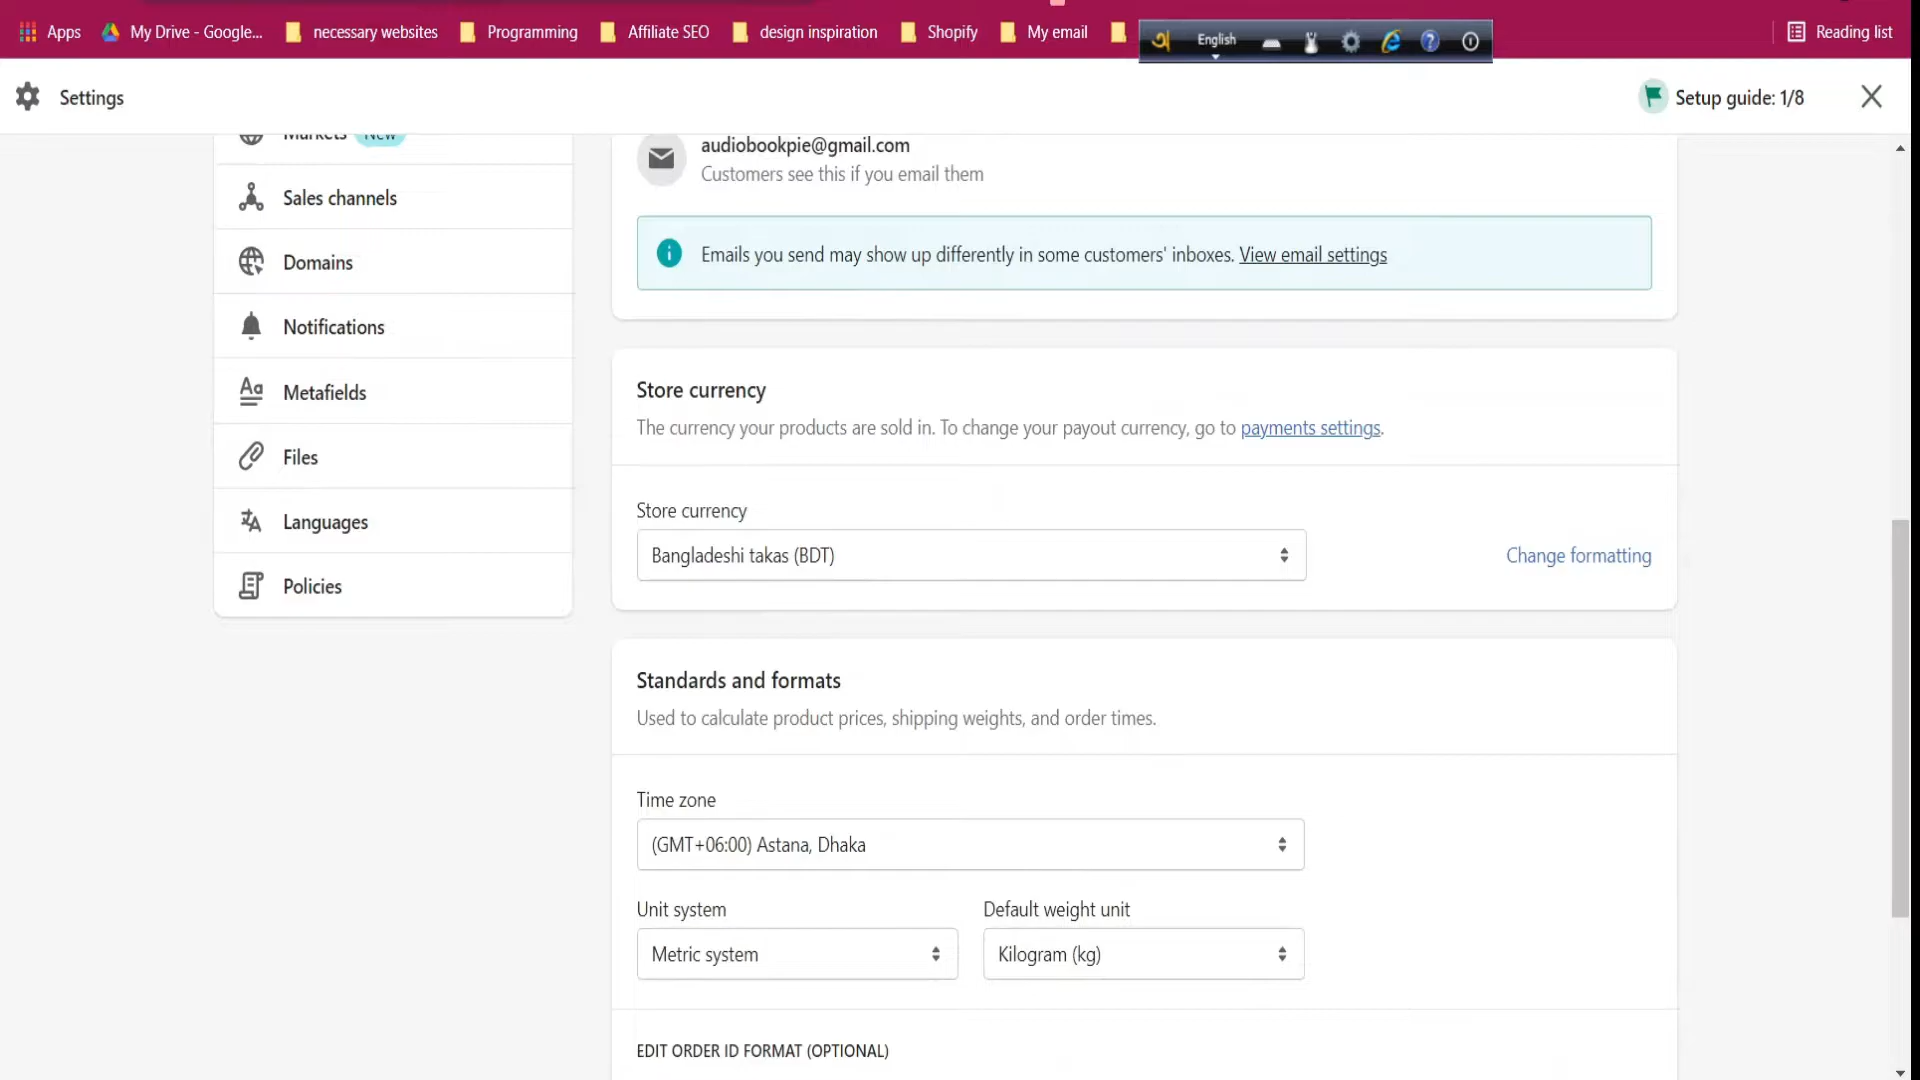 Apps My Drive - Google... necessary websites Programming Affiliate SEO design inspiration Shopify My email English Reading list
Settings Setup guide: 1/8
Markets New
Sales channels
Domains
Notifications
Metafields
Files
Languages
Policies
audiobookpie@gmail.com
Customers see this if you email them
Emails you send may show up differently in some customers' inboxes. View email settings
Store currency
The currency your products are sold in. To change your payout currency, go to payments settings.
Store currency
Bangladeshi takas (BDT) Change formatting
Standards and formats
Used to calculate product prices, shipping weights, and order times.
Time zone
(GMT+06:00) Astana, Dhaka
Unit system Default weight unit
Metric system Kilogram (kg)
EDIT ORDER ID FORMAT (OPTIONAL)